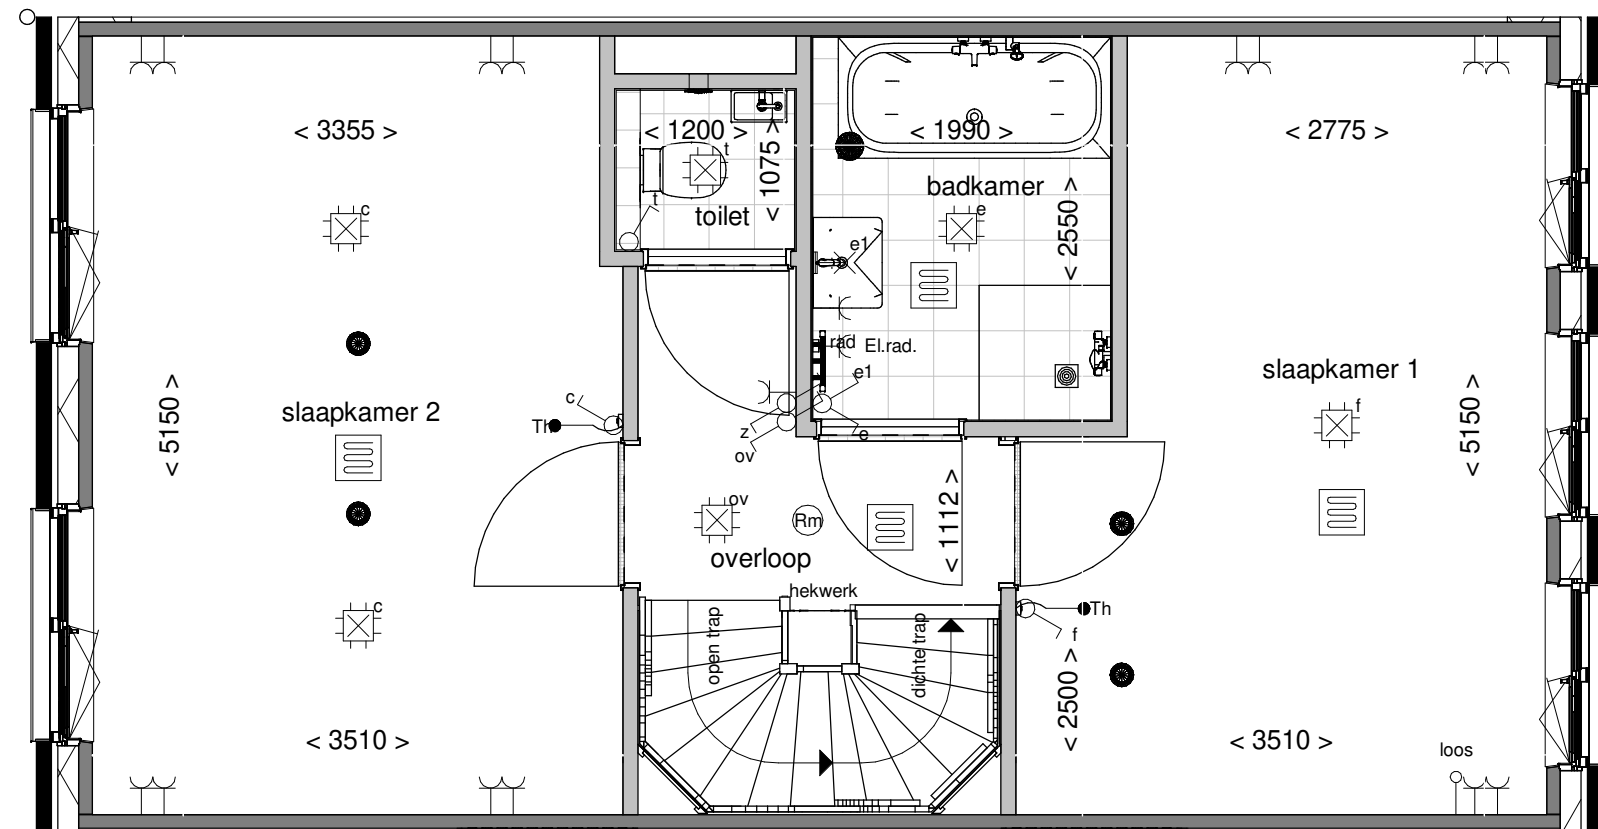 < 3355 >
< 1200 >
< 1075 >
< 1990 >
< 2775 >
t
t
toilet
badkamer
c
e
e1
< 2550 >
rad
El.rad.
e1
slaapkamer 1
< 5150 >
slaapkamer 2
c
Th
z
ov
e
f
< 5150 >
ov
Rm
< 1112 >
overloop
hekwerk
c
open trap
dichte trap
Th
f
< 2500 >
< 3510 >
< 3510 >
loos